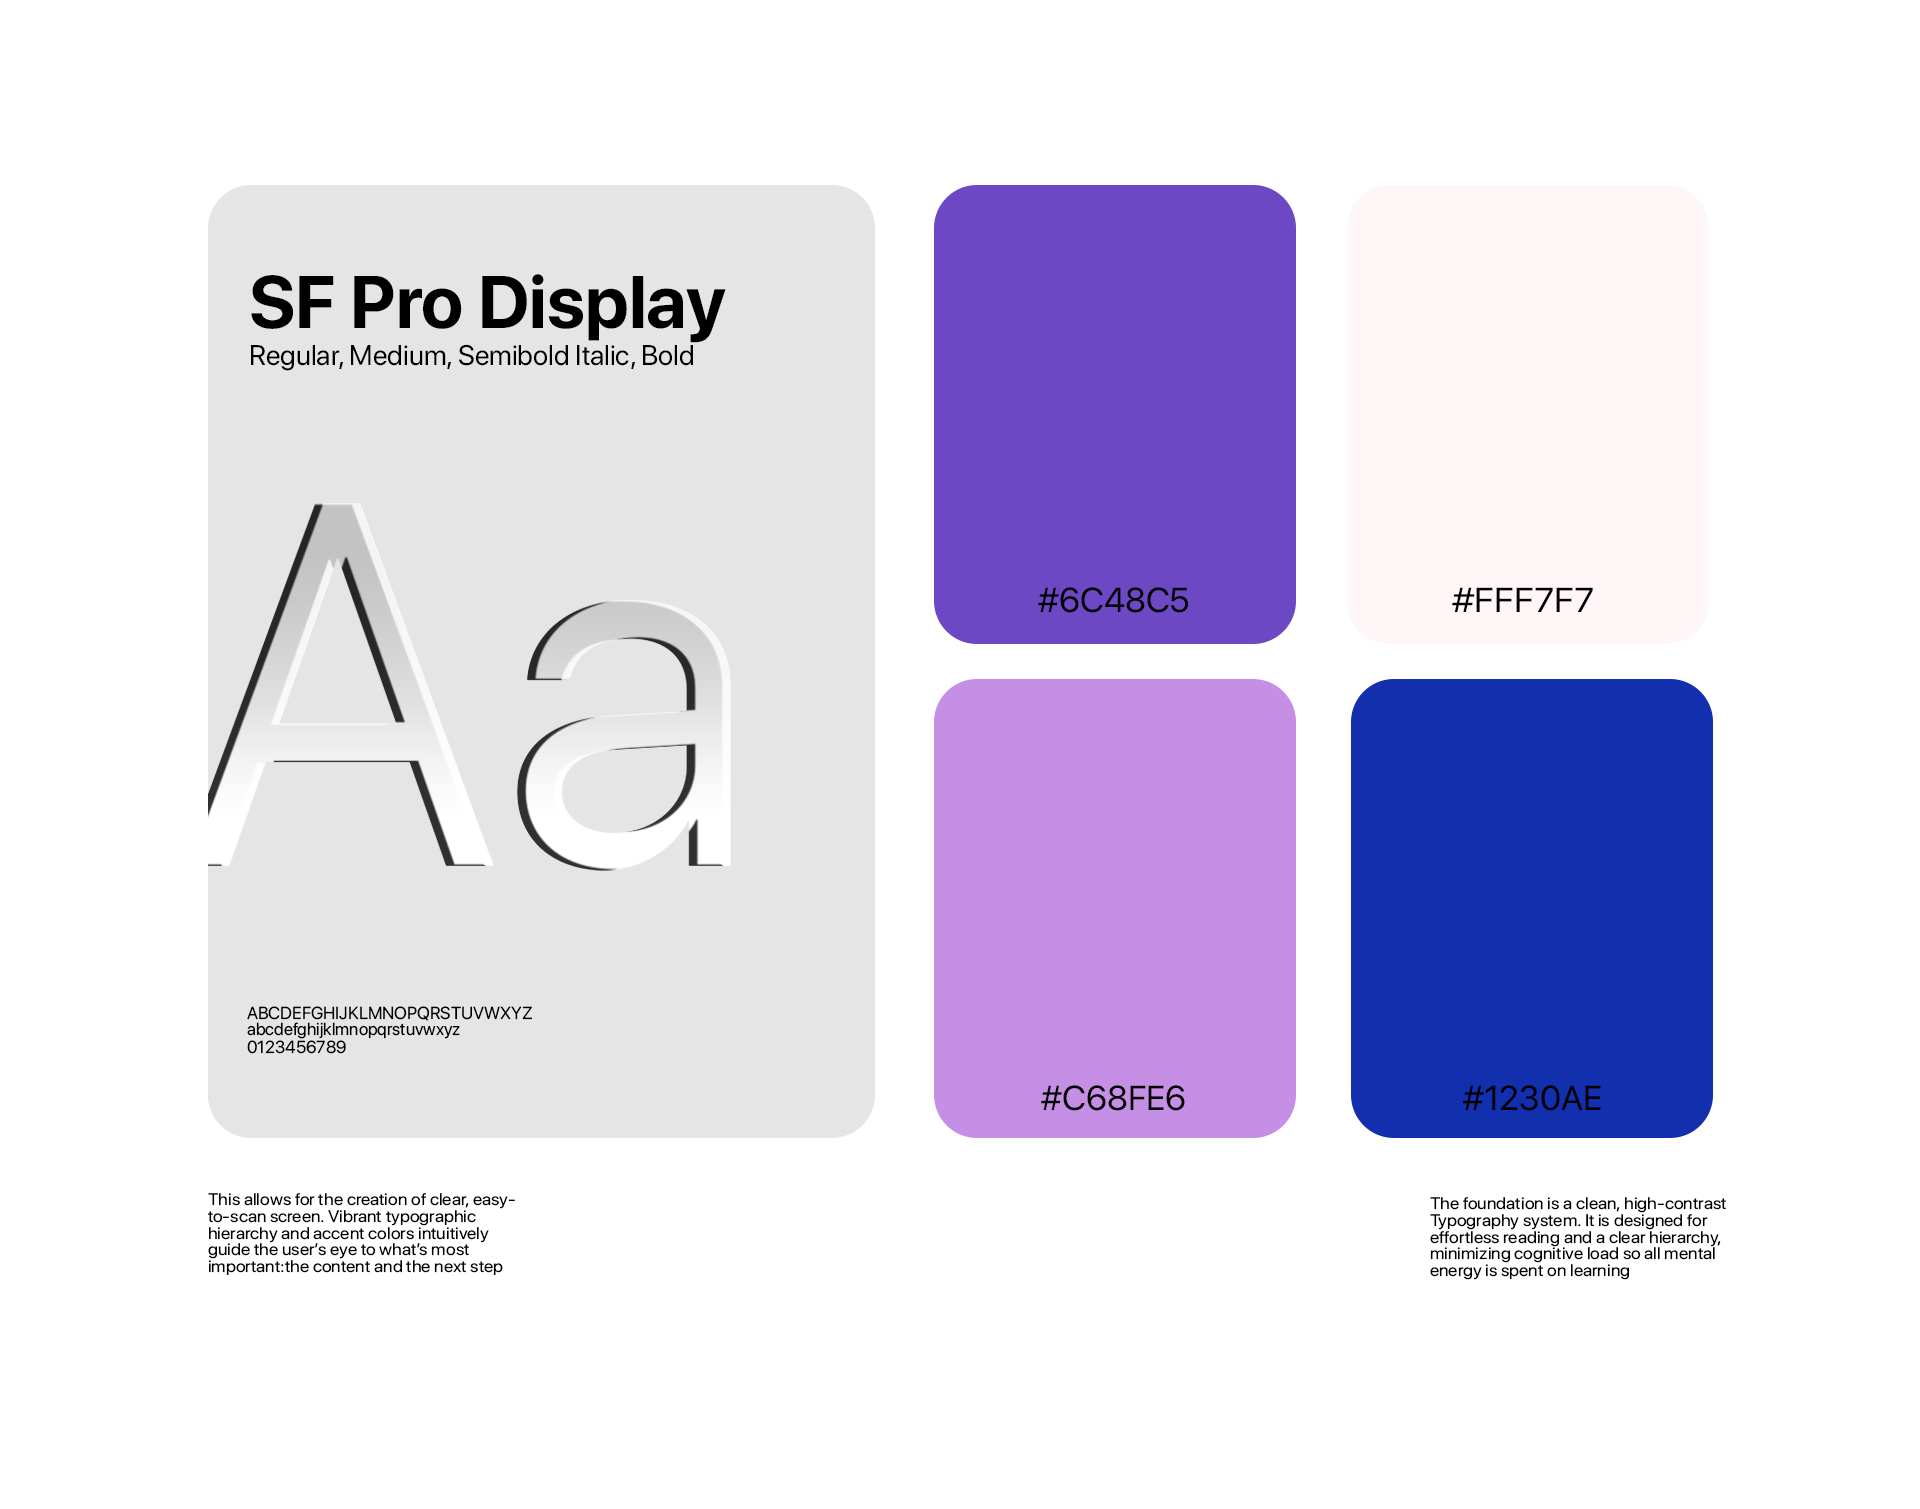 SF Pro Display
Regular, Medium, Semibold Italic, Bold
Aa
ABCDEFGHIJKLMNOPQRSTUVWXYZ
abcdefghijklmnopqrstuvwxyz
0123456789
#6C48C5
#FFF7F7
#C68FE6
#1230AE
This allows for the creation of clear, easy-
to-scan screen. Vibrant typographic
hierarchy and accent colors intuitively
guide the user’s eye to what’s most
important:the content and the next step
The foundation is a clean, high-contrast
Typography system. It is designed for
effortless reading and a clear hierarchy,
minimizing cognitive load so all mental
energy is spent on learning